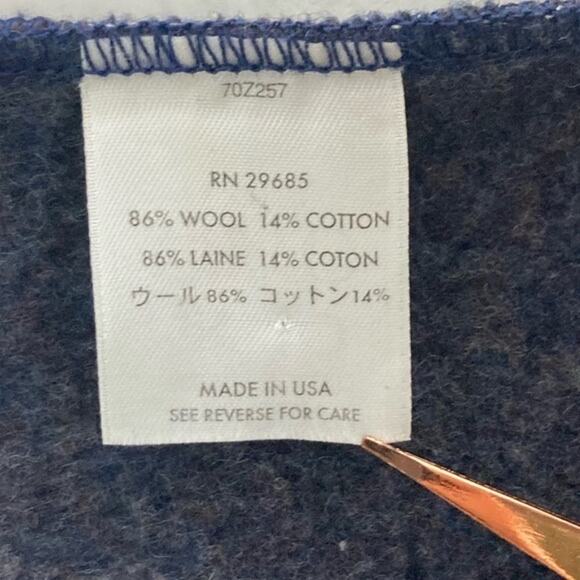 70Z257
RN 29685
86% WOOL 14% COTTON
86% LAINE 14% COTON
ウール86% コットン14%
MADE IN USA
SEE REVERSE FOR CARE